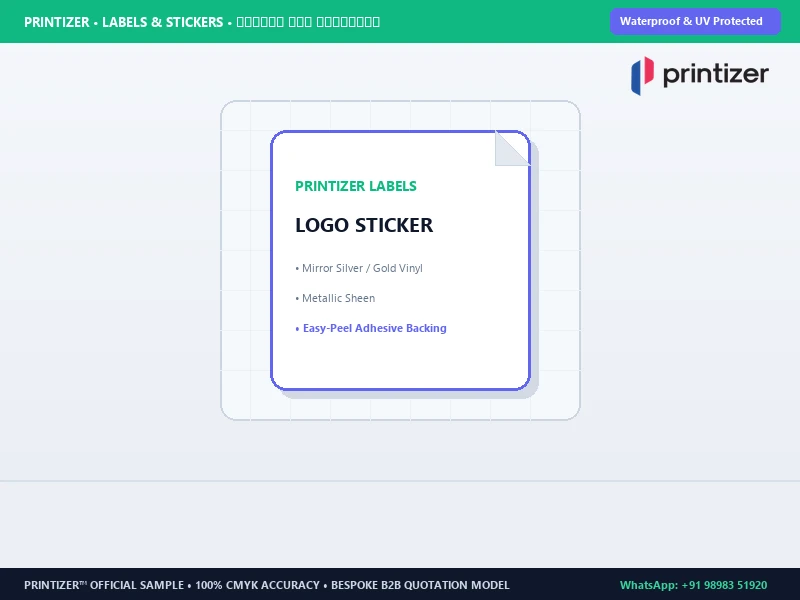 PRINTIZER • LABELS & STICKERS •
Waterproof & UV Protected
printizer
PRINTIZER LABELS
LOGO STICKER
• Mirror Silver / Gold Vinyl
• Metallic Sheen
• Easy-Peel Adhesive Backing
PRINTIZER™ OFFICIAL SAMPLE • 100% CMYK ACCURACY • BESPOKE B2B QUOTATION MODEL
WhatsApp: +91 98983 51920